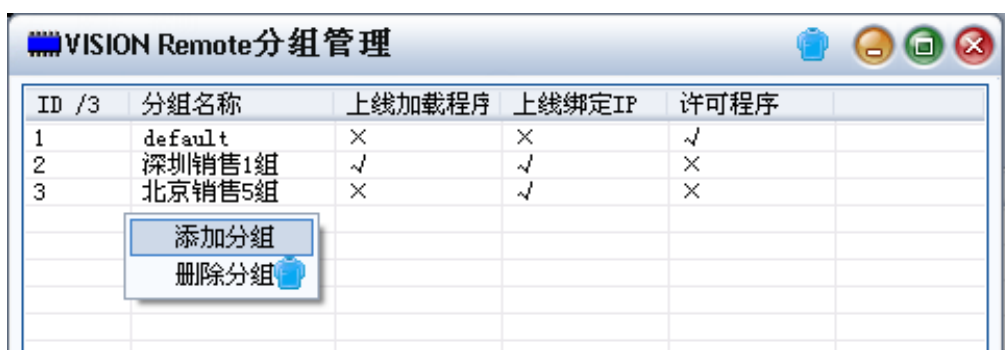 VISION Remote分组管理
ID /3 分组名称 上线加载程序 上线绑定IP 许可程序
1 default × × √
2 深圳销售1组 √ √ ×
3 北京销售5组 × √ ×
添加分组
删除分组